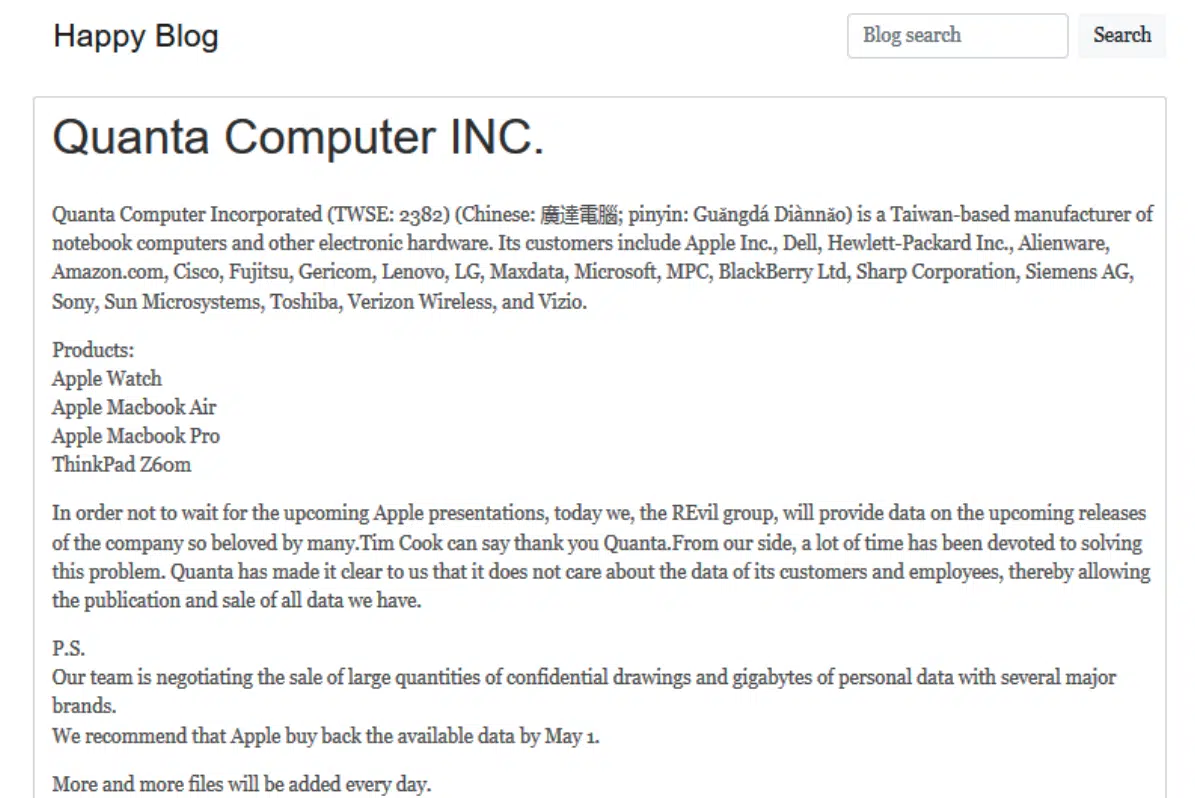 Happy Blog
Blog search
Search
Quanta Computer INC.
Quanta Computer Incorporated (TWSE: 2382) (Chinese: 廣達電腦; pinyin: Guǎngdá Diànnǎo) is a Taiwan-based manufacturer of
notebook computers and other electronic hardware. Its customers include Apple Inc., Dell, Hewlett-Packard Inc., Alienware,
Amazon.com, Cisco, Fujitsu, Gericom, Lenovo, LG, Maxdata, Microsoft, MPC, BlackBerry Ltd, Sharp Corporation, Siemens AG,
Sony, Sun Microsystems, Toshiba, Verizon Wireless, and Vizio.
Products:
Apple Watch
Apple Macbook Air
Apple Macbook Pro
ThinkPad Z60m
In order not to wait for the upcoming Apple presentations, today we, the REvil group, will provide data on the upcoming releases
of the company so beloved by many.Tim Cook can say thank you Quanta.From our side, a lot of time has been devoted to solving
this problem. Quanta has made it clear to us that it does not care about the data of its customers and employees, thereby allowing
the publication and sale of all data we have.
P.S.
Our team is negotiating the sale of large quantities of confidential drawings and gigabytes of personal data with several major
brands.
We recommend that Apple buy back the available data by May 1.
More and more files will be added every day.